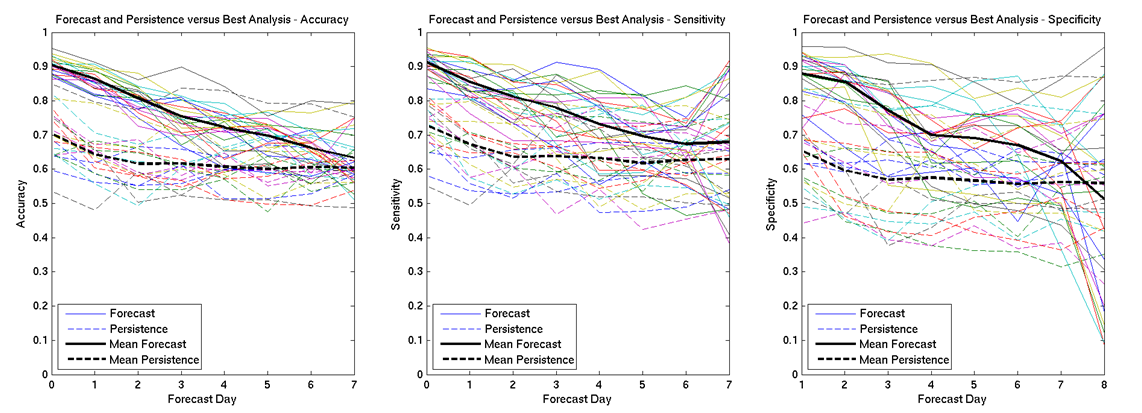 Forecast and Persistence versus Best Analysis - Accuracy
1
0.9
0.8
0.7
0.6
0.5
0.4
0.3
0.2
0.1
0
Accuracy
Forecast
Persistence
Mean Forecast
Mean Persistence
0 1 2 3 4 5 6 7
Forecast Day
Forecast and Persistence versus Best Analysis - Sensitivity
1
0.9
0.8
0.7
0.6
0.5
0.4
0.3
0.2
0.1
0
Sensitivity
Forecast
Persistence
Mean Forecast
Mean Persistence
0 1 2 3 4 5 6 7
Forecast Day
Forecast and Persistence versus Best Analysis - Specificity
1
0.9
0.8
0.7
0.6
0.5
0.4
0.3
0.2
0.1
0
Specificity
Forecast
Persistence
Mean Forecast
Mean Persistence
1 2 3 4 5 6 7 8
Forecast Day